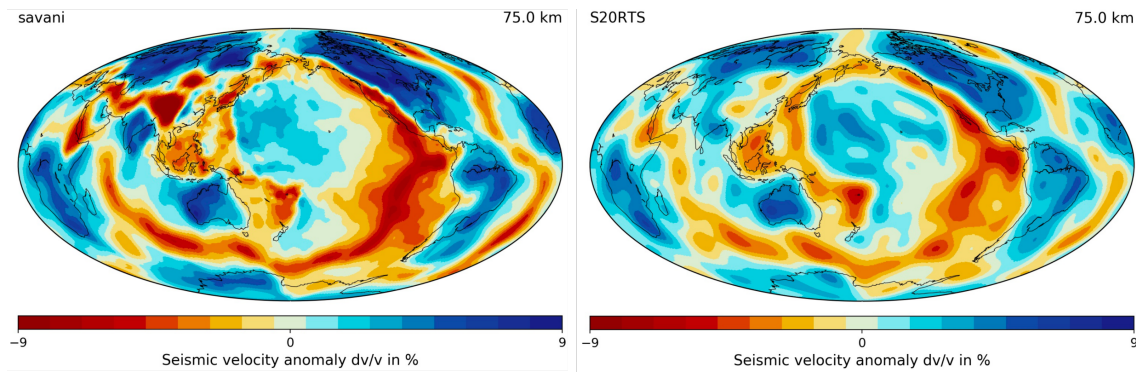 savani 75.0 km
−9 0 9
Seismic velocity anomaly dv/v in %
S20RTS 75.0 km
−9 0 9
Seismic velocity anomaly dv/v in %